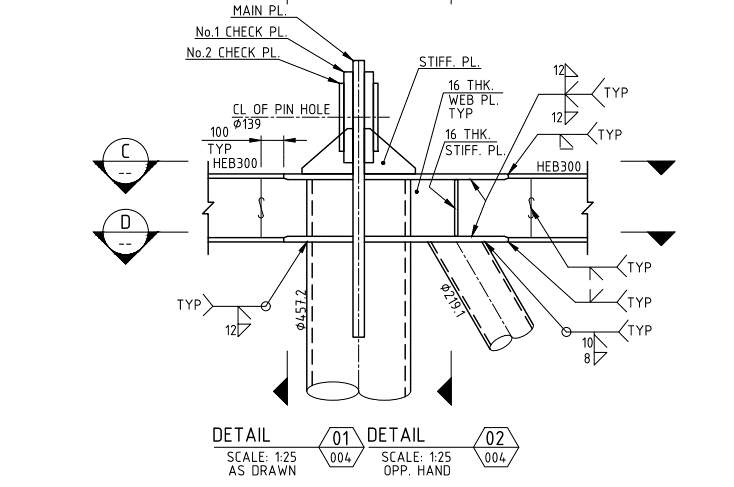 MAIN PL.
No.1 CHECK PL.
No.2 CHECK PL.
STIFF. PL.
16 THK.
WEB PL.
TYP
CL OF PIN HOLE
Ø139
100
TYP
HEB300
16 THK.
STIFF. PL.
12
12
TYP
TYP
HEB300
C
--
D
--
TYP
12
Ø457.2
Ø219.1
TYP
TYP
10
8
TYP
DETAIL
01
004
SCALE: 1:25
AS DRAWN
DETAIL
02
004
SCALE: 1:25
OPP. HAND